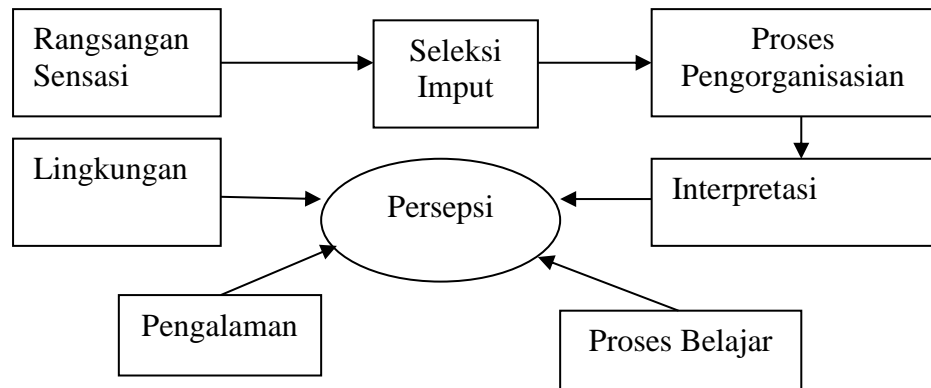 Rangsangan
Sensasi
Seleksi
Imput
Proses
Pengorganisasian
Lingkungan
Persepsi
Interpretasi
Pengalaman
Proses Belajar